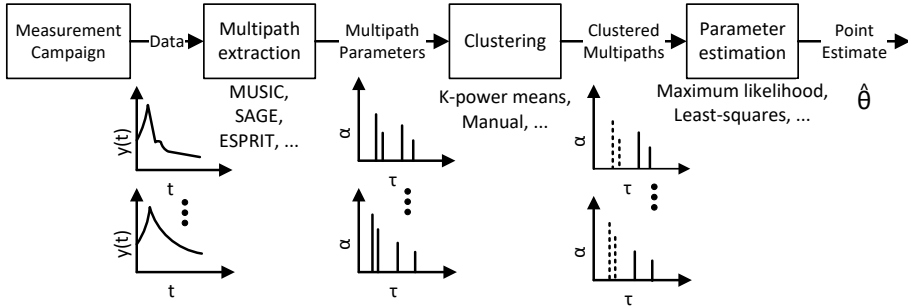 Measurement
Campaign
Data
Multipath
extraction
Multipath
Parameters
Clustering
Clustered
Multipaths
Parameter
estimation
Point
Estimate
MUSIC,
SAGE,
ESPRIT, ...
K-power means,
Manual, ...
Maximum likelihood,
Least-squares, ...
θ̂
y(t)
t
α
τ
α
τ
y(t)
t
α
τ
α
τ